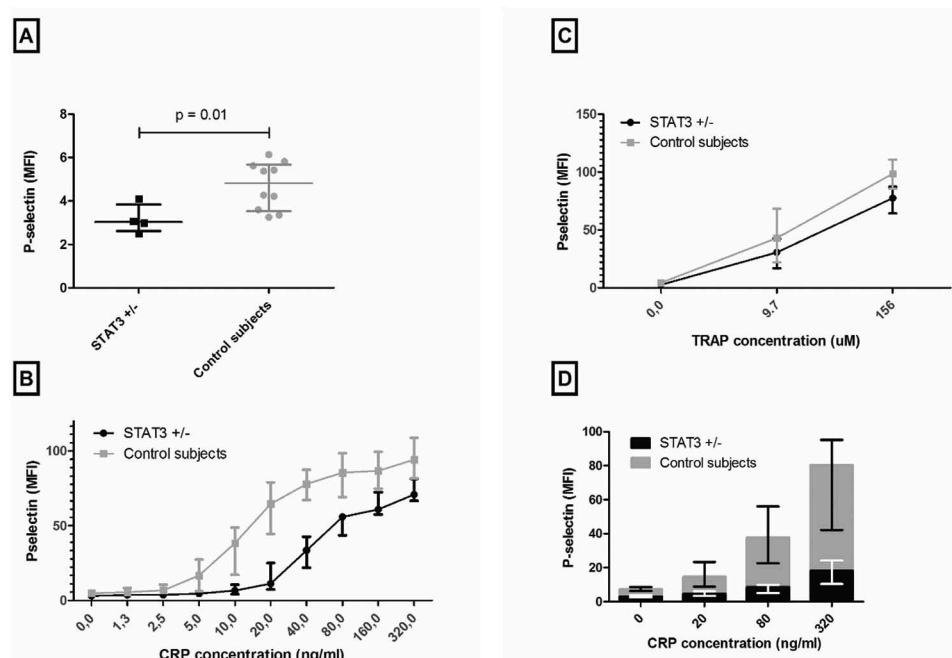 A
p = 0.01
P-selectin (MFI)
8
6
4
2
0
STAT3 +/-
Control subjects
B
STAT3 +/-
Control subjects
Pselectin (MFI)
100
50
0
0,0
1,3
2,5
5,0
10,0
20,0
40,0
80,0
160,0
320,0
CRP concentration (ng/ml)
C
STAT3 +/-
Control subjects
Pselectin (MFI)
150
100
50
0
0.0
9.7
156
TRAP concentration (uM)
D
STAT3 +/-
Control subjects
P-selectin (MFI)
100
80
60
40
20
0
0
20
80
320
CRP concentration (ng/ml)